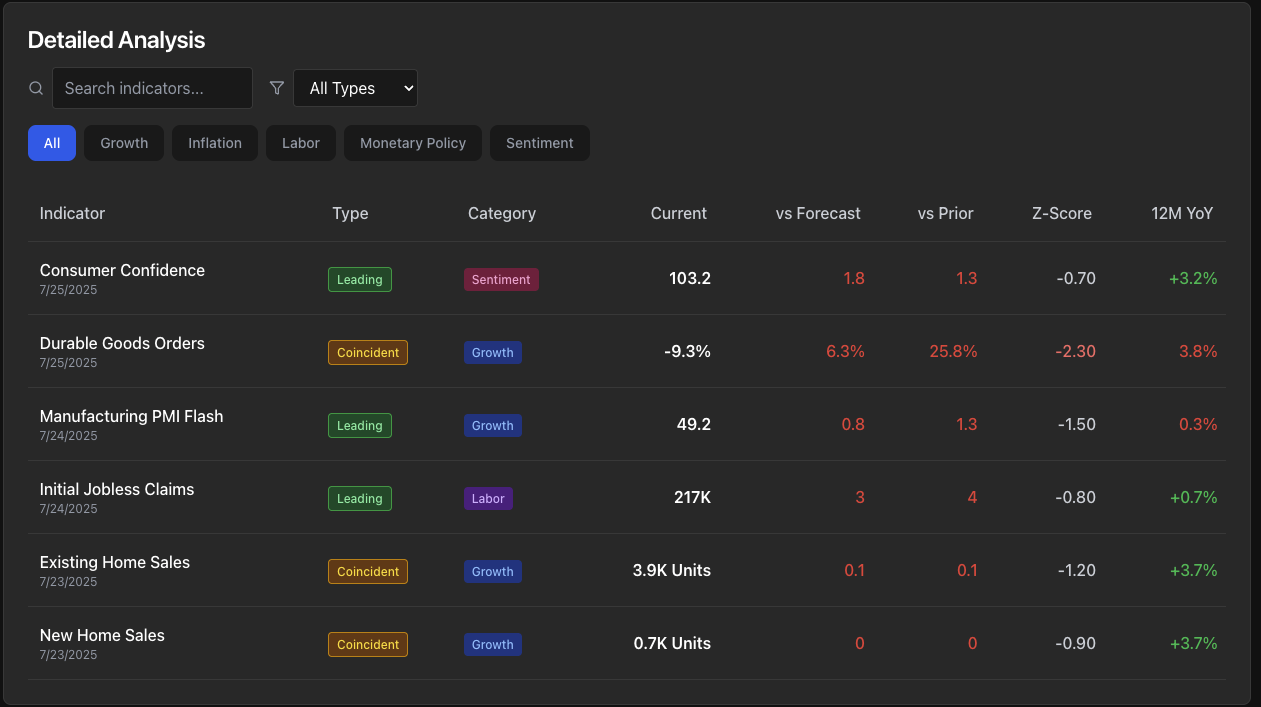 Detailed Analysis
Search indicators... All Types
All Growth Inflation Labor Monetary Policy Sentiment
Indicator Type Category Current vs Forecast vs Prior Z-Score 12M YoY
Consumer Confidence Leading Sentiment 103.2 1.8 1.3 -0.70 +3.2%
7/25/2025
Durable Goods Orders Coincident Growth -9.3% 6.3% 25.8% -2.30 3.8%
7/25/2025
Manufacturing PMI Flash Leading Growth 49.2 0.8 1.3 -1.50 0.3%
7/24/2025
Initial Jobless Claims Leading Labor 217K 3 4 -0.80 +0.7%
7/24/2025
Existing Home Sales Coincident Growth 3.9K Units 0.1 0.1 -1.20 +3.7%
7/23/2025
New Home Sales Coincident Growth 0.7K Units 0 0 -0.90 +3.7%
7/23/2025